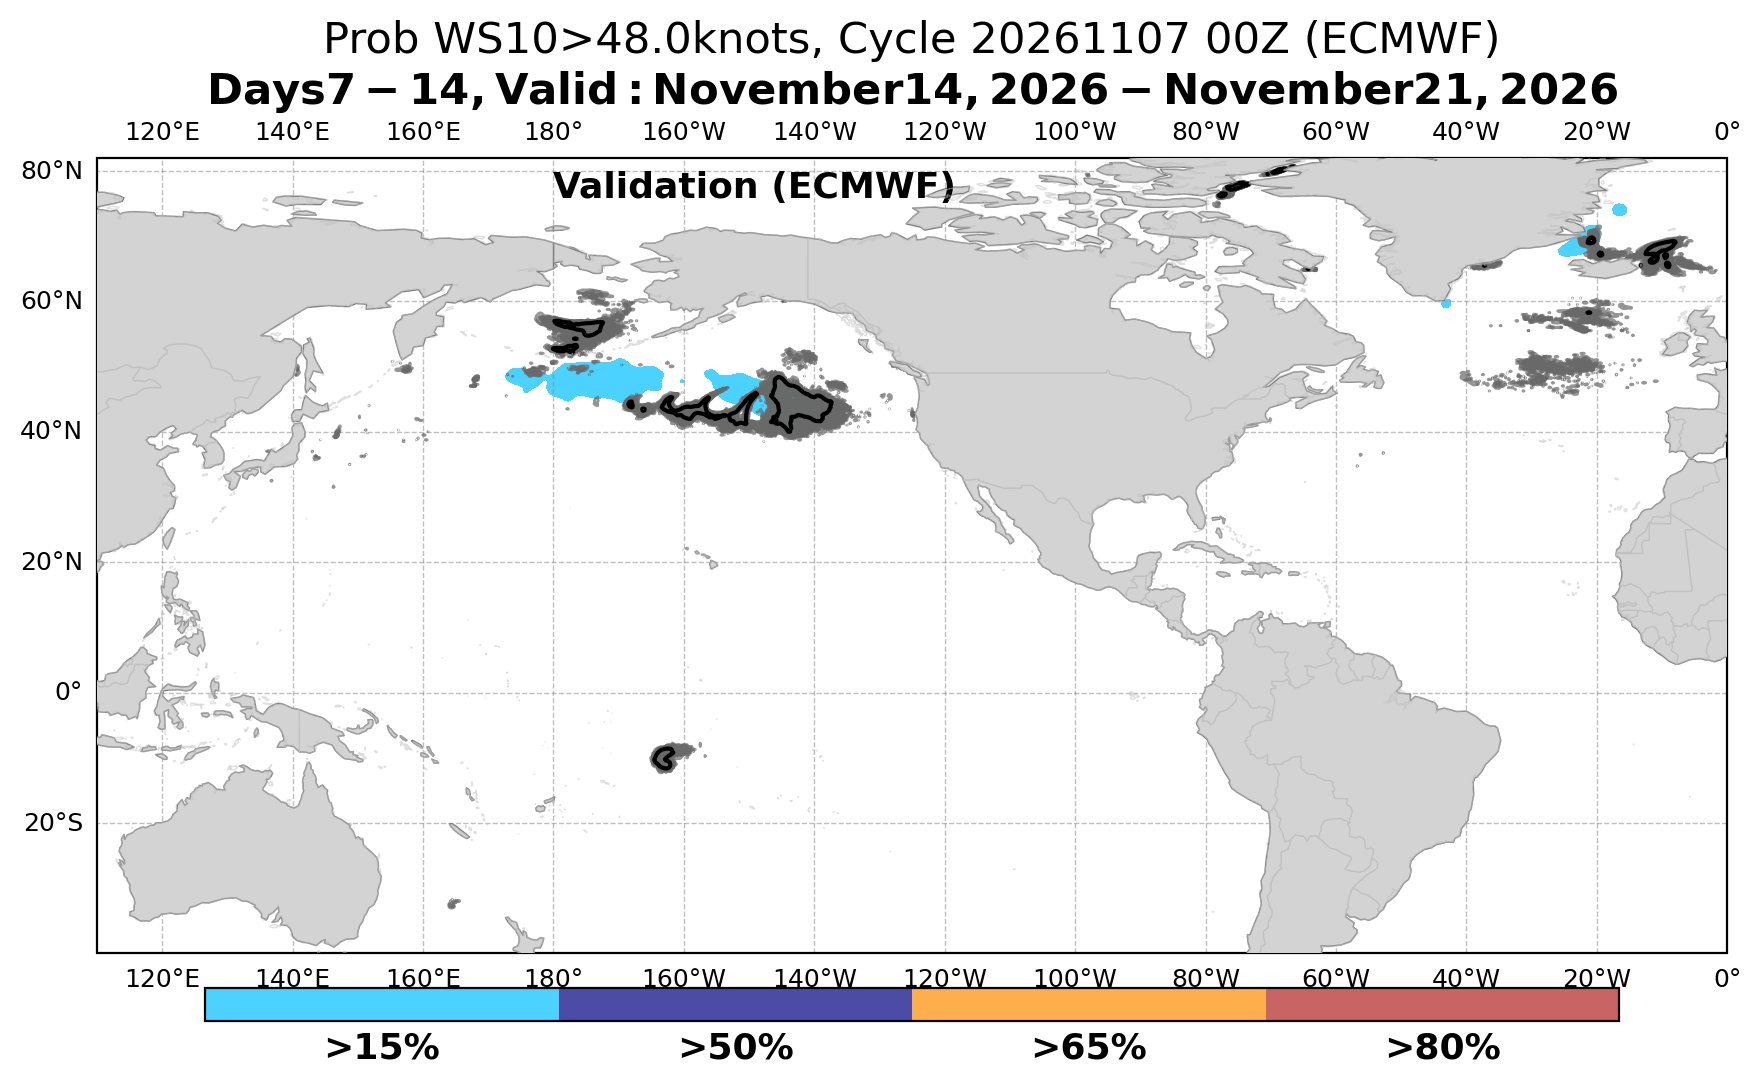 Prob WS10>48.0knots, Cycle 20261107 00Z (ECMWF)
Days7 − 14, Valid : November14, 2026 − November21, 2026
120°E 140°E 160°E 180° 160°W 140°W 120°W 100°W 80°W 60°W 40°W 20°W 0°
80°N
Validation (ECMWF)
60°N
40°N
20°N
0°
20°S
120°E 140°E 160°E 180° 160°W 140°W 120°W 100°W 80°W 60°W 40°W 20°W 0°
>15% >50% >65% >80%